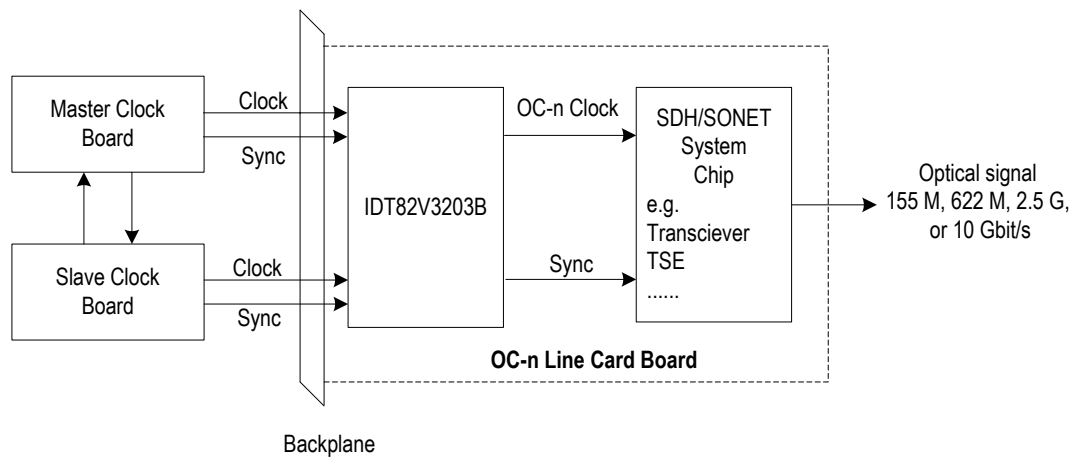 Master Clock
Board
Clock
Sync
Slave Clock
Board
Clock
Sync
IDT82V3203B
OC-n Clock
Sync
SDH/SONET
System
Chip
e.g.
Transciever
TSE
......
OC-n Line Card Board
Optical signal
155 M, 622 M, 2.5 G,
or 10 Gbit/s
Backplane